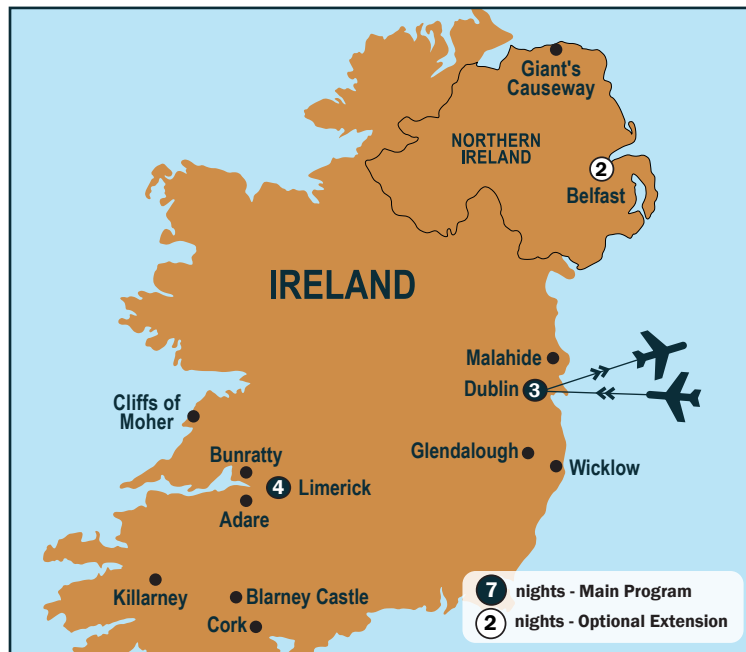 Giant's
Causeway
NORTHERN
IRELAND
2
Belfast
IRELAND
Malahide
Dublin 3
Cliffs of
Moher
Bunratty
Glendalough
Wicklow
4 Limerick
Adare
Killarney
Blarney Castle
Cork
7 nights - Main Program
2 nights - Optional Extension